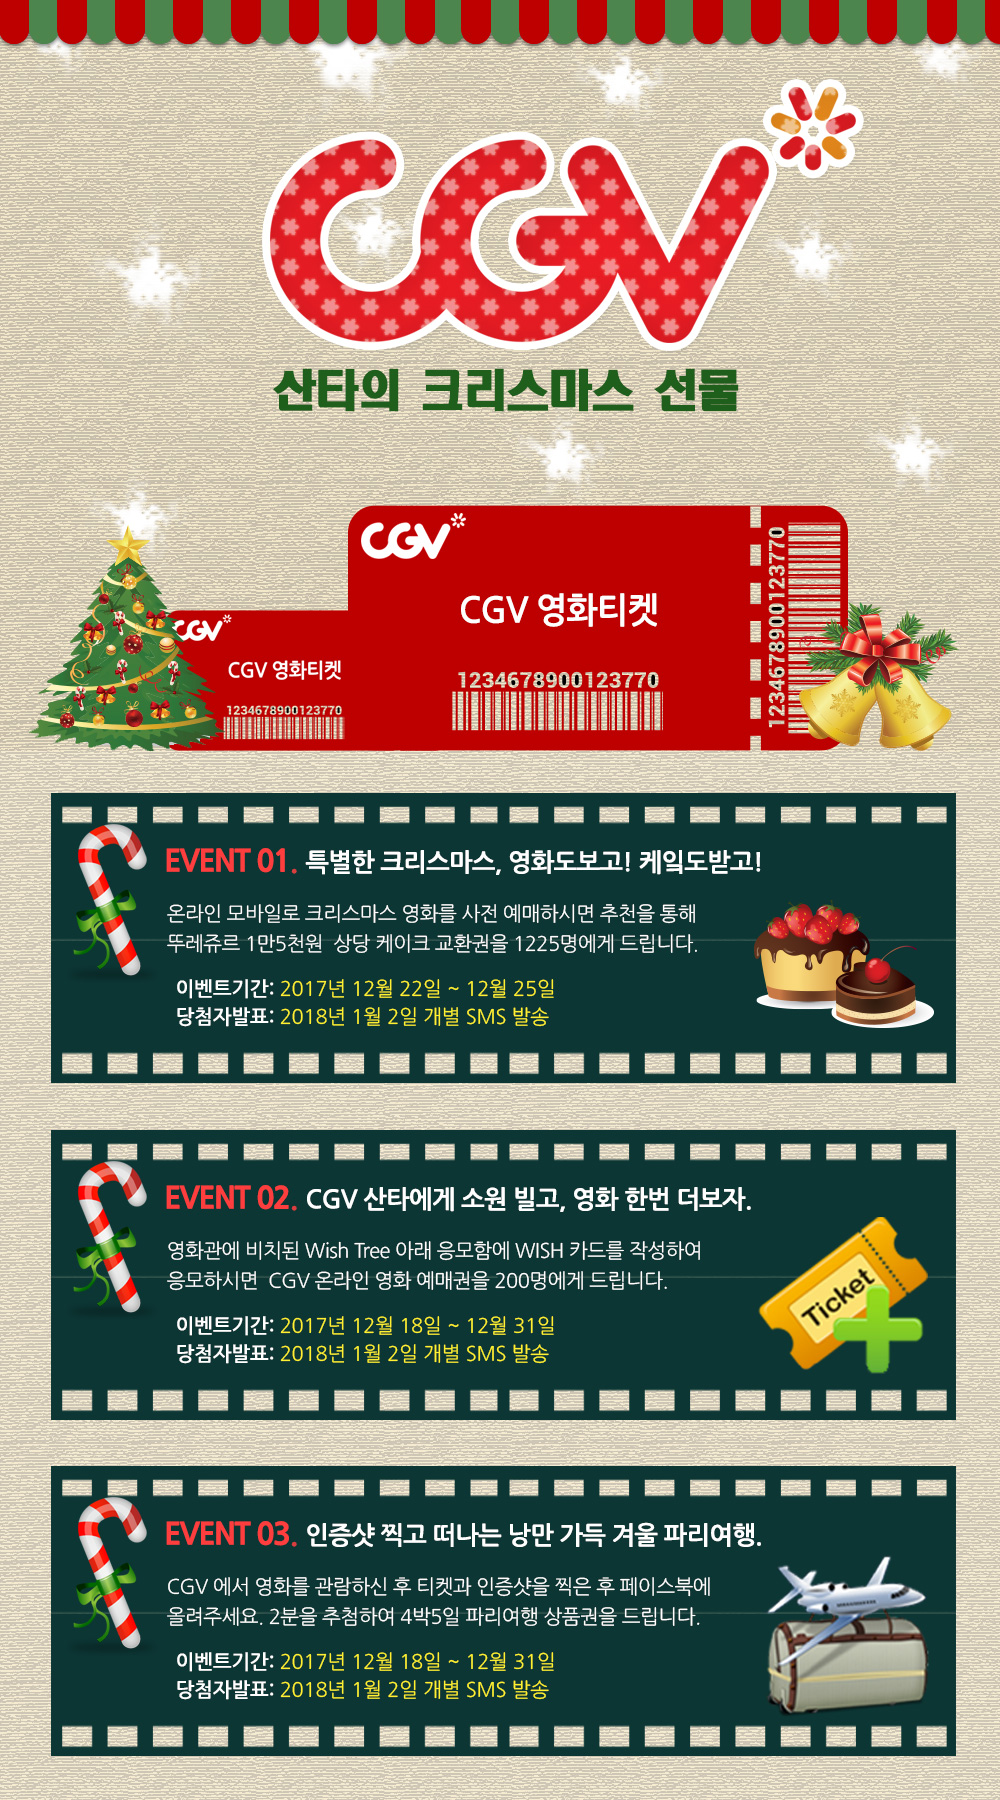 CGV
산타의 크리스마스 선물
CGV
CGV 영화티켓
1234678900123770
1234678900123770
CGV
CGV 영화티켓
1234678900123770
EVENT 01. 특별한 크리스마스, 영화도보고! 케잌도받고!
온라인 모바일로 크리스마스 영화를 사전 예매하시면 추천을 통해
뚜레쥬르 1만5천원 상당 케이크 교환권을 1225명에게 드립니다.
이벤트기간: 2017년 12월 22일 ~ 12월 25일
당첨자발표: 2018년 1월 2일 개별 SMS 발송
EVENT 02. CGV 산타에게 소원 빌고, 영화 한번 더보자.
영화관에 비치된 Wish Tree 아래 응모함에 WISH 카드를 작성하여
응모하시면 CGV 온라인 영화 예매권을 200명에게 드립니다.
이벤트기간: 2017년 12월 18일 ~ 12월 31일
당첨자발표: 2018년 1월 2일 개별 SMS 발송
Ticket
EVENT 03. 인증샷 찍고 떠나는 낭만 가득 겨울 파리여행.
CGV 에서 영화를 관람하신 후 티켓과 인증샷을 찍은 후 페이스북에
올려주세요. 2분을 추첨하여 4박5일 파리여행 상품권을 드립니다.
이벤트기간: 2017년 12월 18일 ~ 12월 31일
당첨자발표: 2018년 1월 2일 개별 SMS 발송